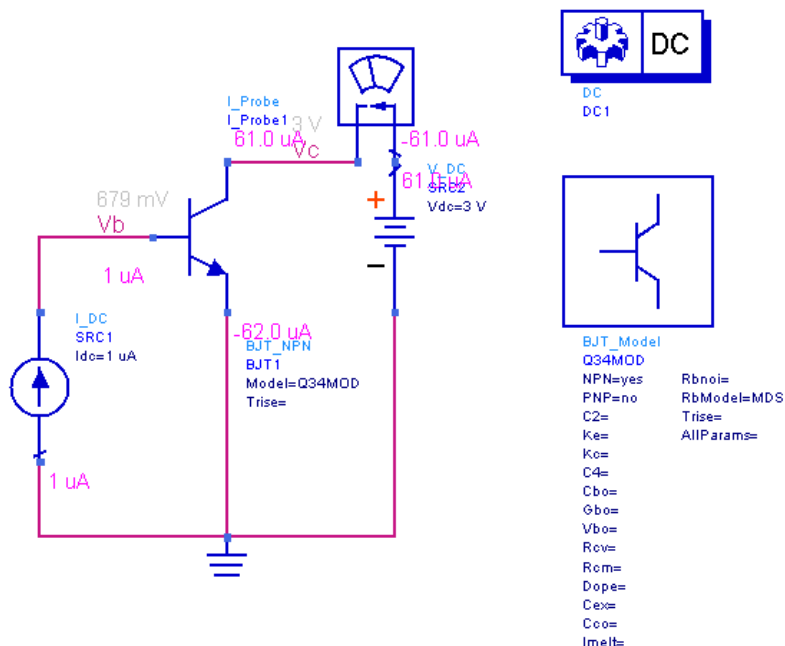 DC
DC
DC1
I_Probe
I_Probe1
3 V
61.0 uA
Vc
-61.0 uA
V_DC
61.0 uA
SRC2
Vdc=3 V
+
−
679 mV
Vb
1 uA
I_DC
SRC1
Idc=1 uA
1 uA
-62.0 uA
BJT_NPN
BJT1
Model=Q34MOD
Trise=
BJT_Model
Q34MOD
NPN=yes
PNP=no
C2=
Ke=
Kc=
C4=
Cbo=
Gbo=
Vbo=
Rcv=
Rcm=
Dope=
Cex=
Cco=
Imelt=
Rbnoi=
RbModel=MDS
Trise=
AllParams=